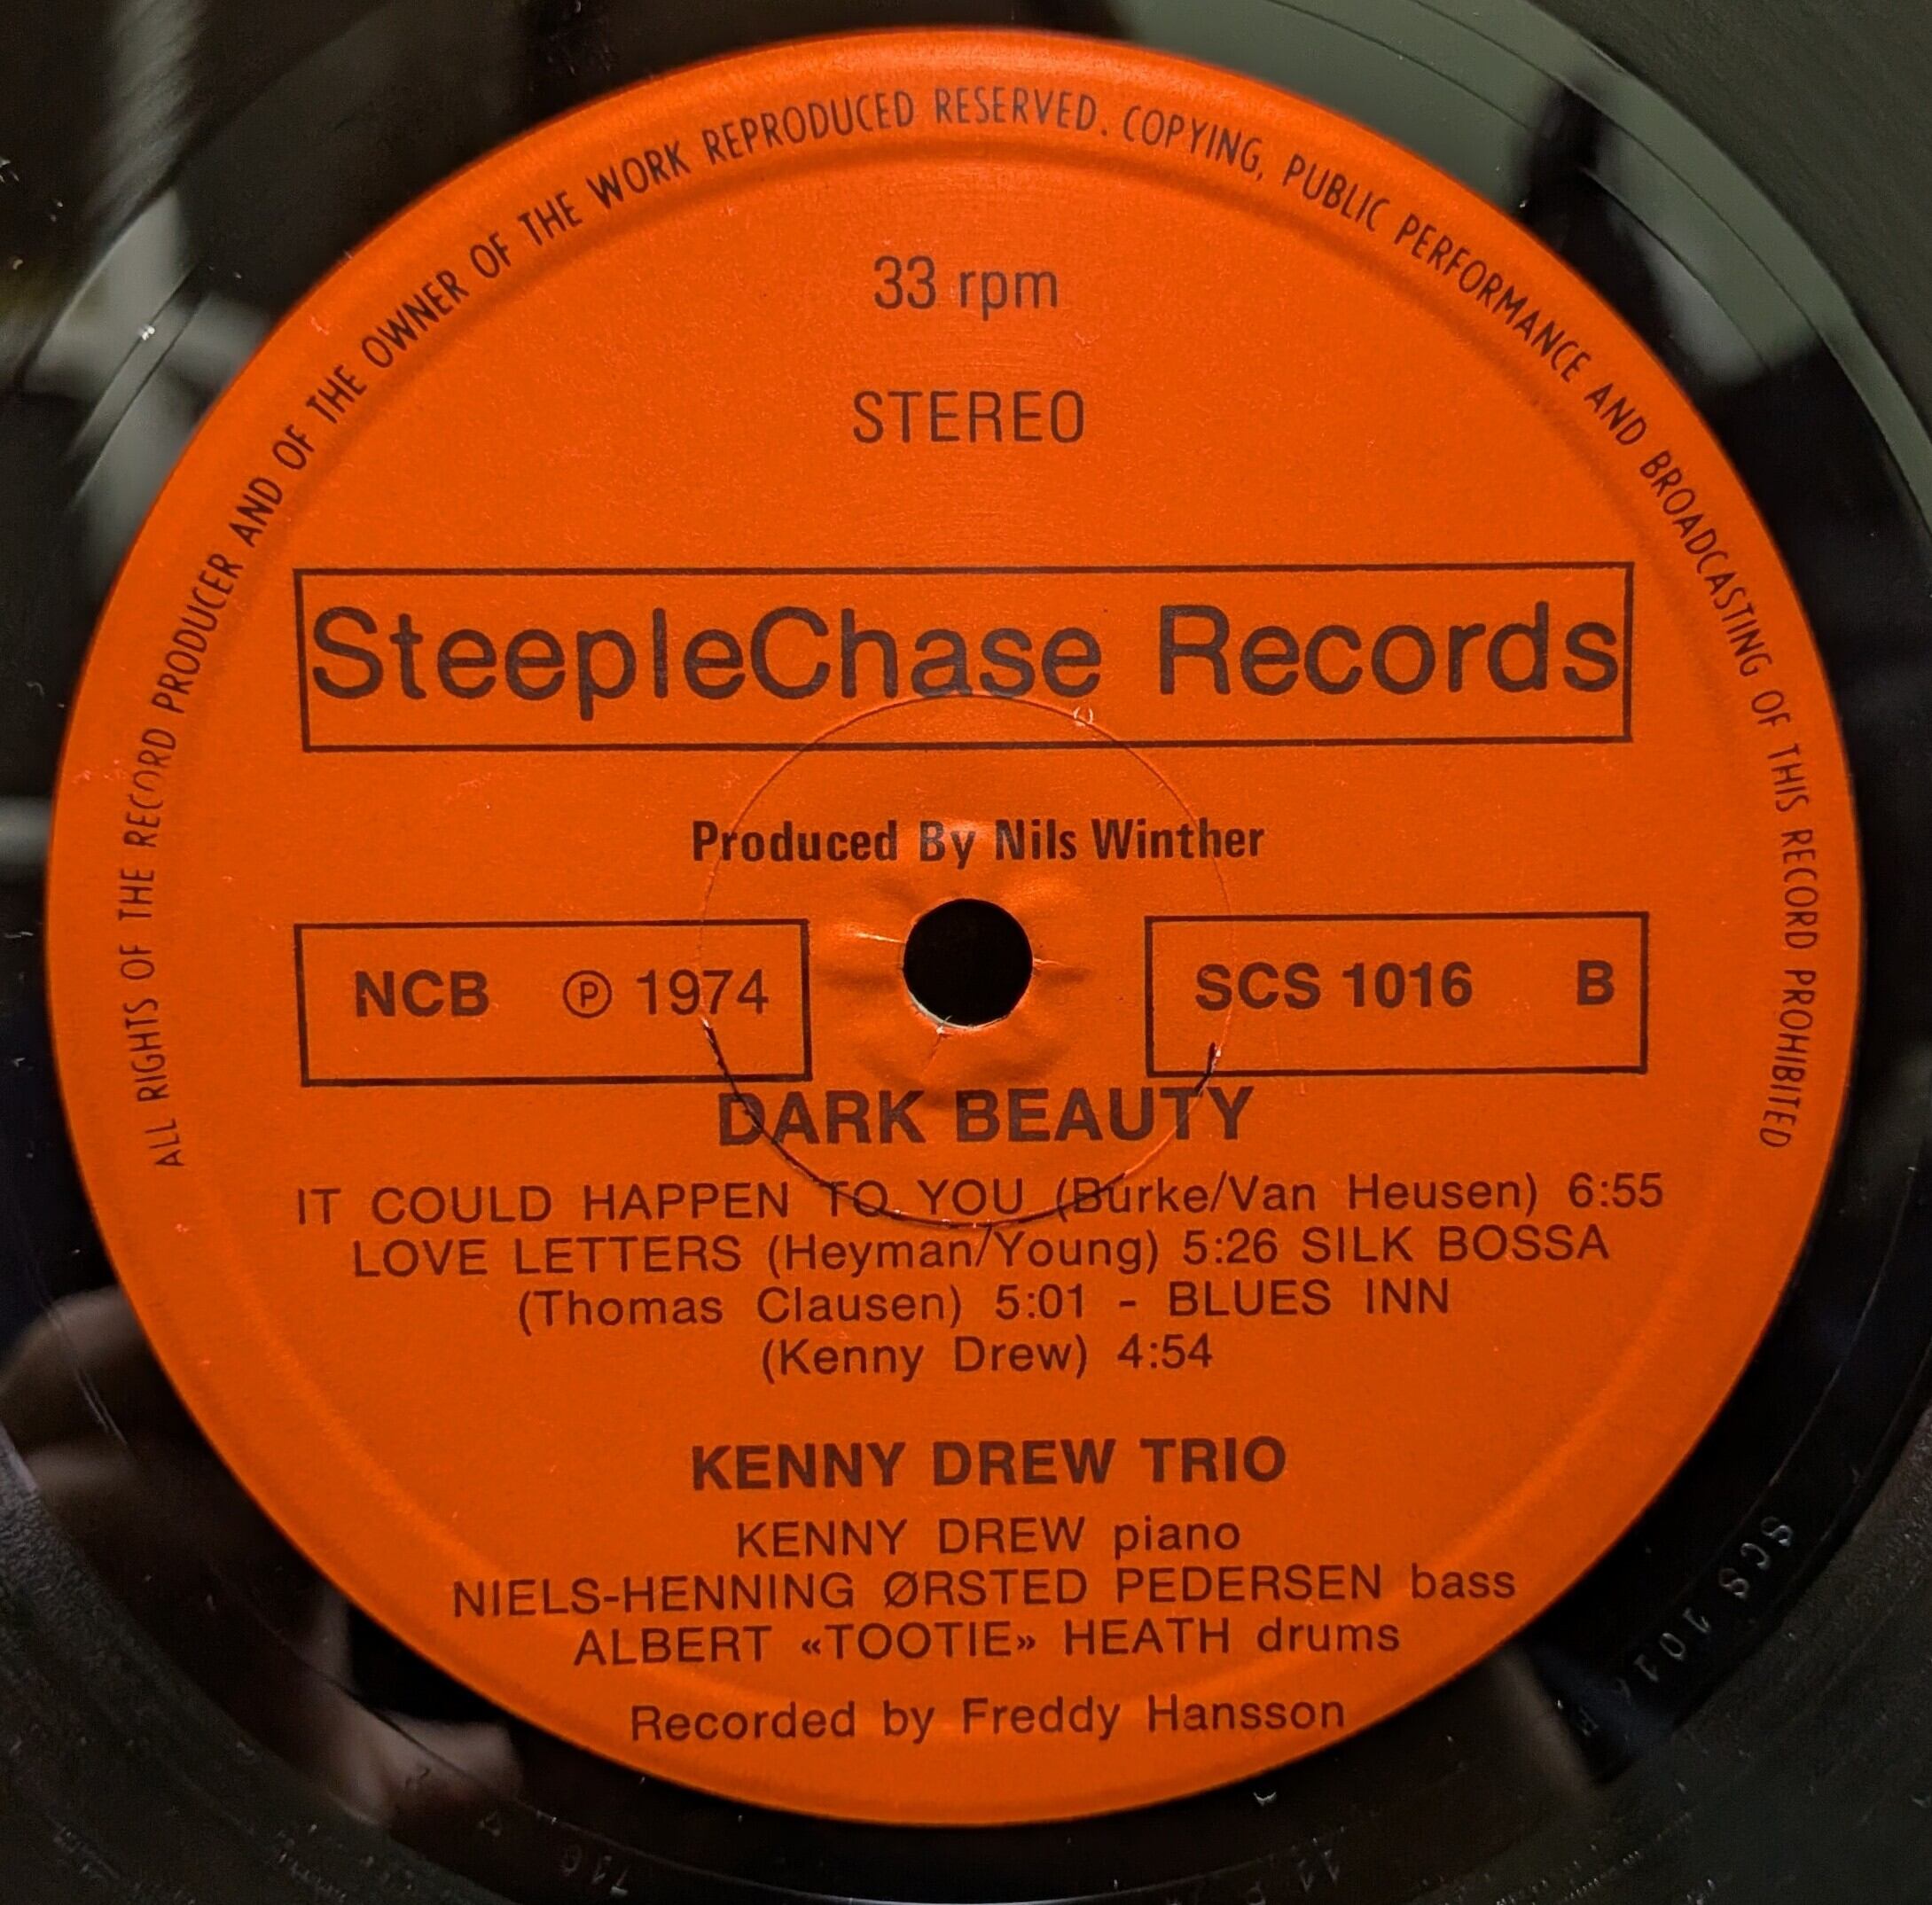 ALL RIGHTS OF THE RECORD PRODUCER AND OF THE OWNER OF THE WORK REPRODUCED RESERVED. COPYING, PUBLIC PERFORMANCE AND BROADCASTING OF THIS RECORD PROHIBITED
33 rpm
STEREO
SteepleChase Records
Produced By Nils Winther
NCB ℗ 1974
SCS 1016 B
DARK BEAUTY
IT COULD HAPPEN TO YOU (Burke/Van Heusen) 6:55
LOVE LETTERS (Heyman/Young) 5:26 SILK BOSSA
(Thomas Clausen) 5:01 - BLUES INN
(Kenny Drew) 4:54
KENNY DREW TRIO
KENNY DREW piano
NIELS-HENNING ØRSTED PEDERSEN bass
ALBERT «TOOTIE» HEATH drums
Recorded by Freddy Hansson
SCS 1016